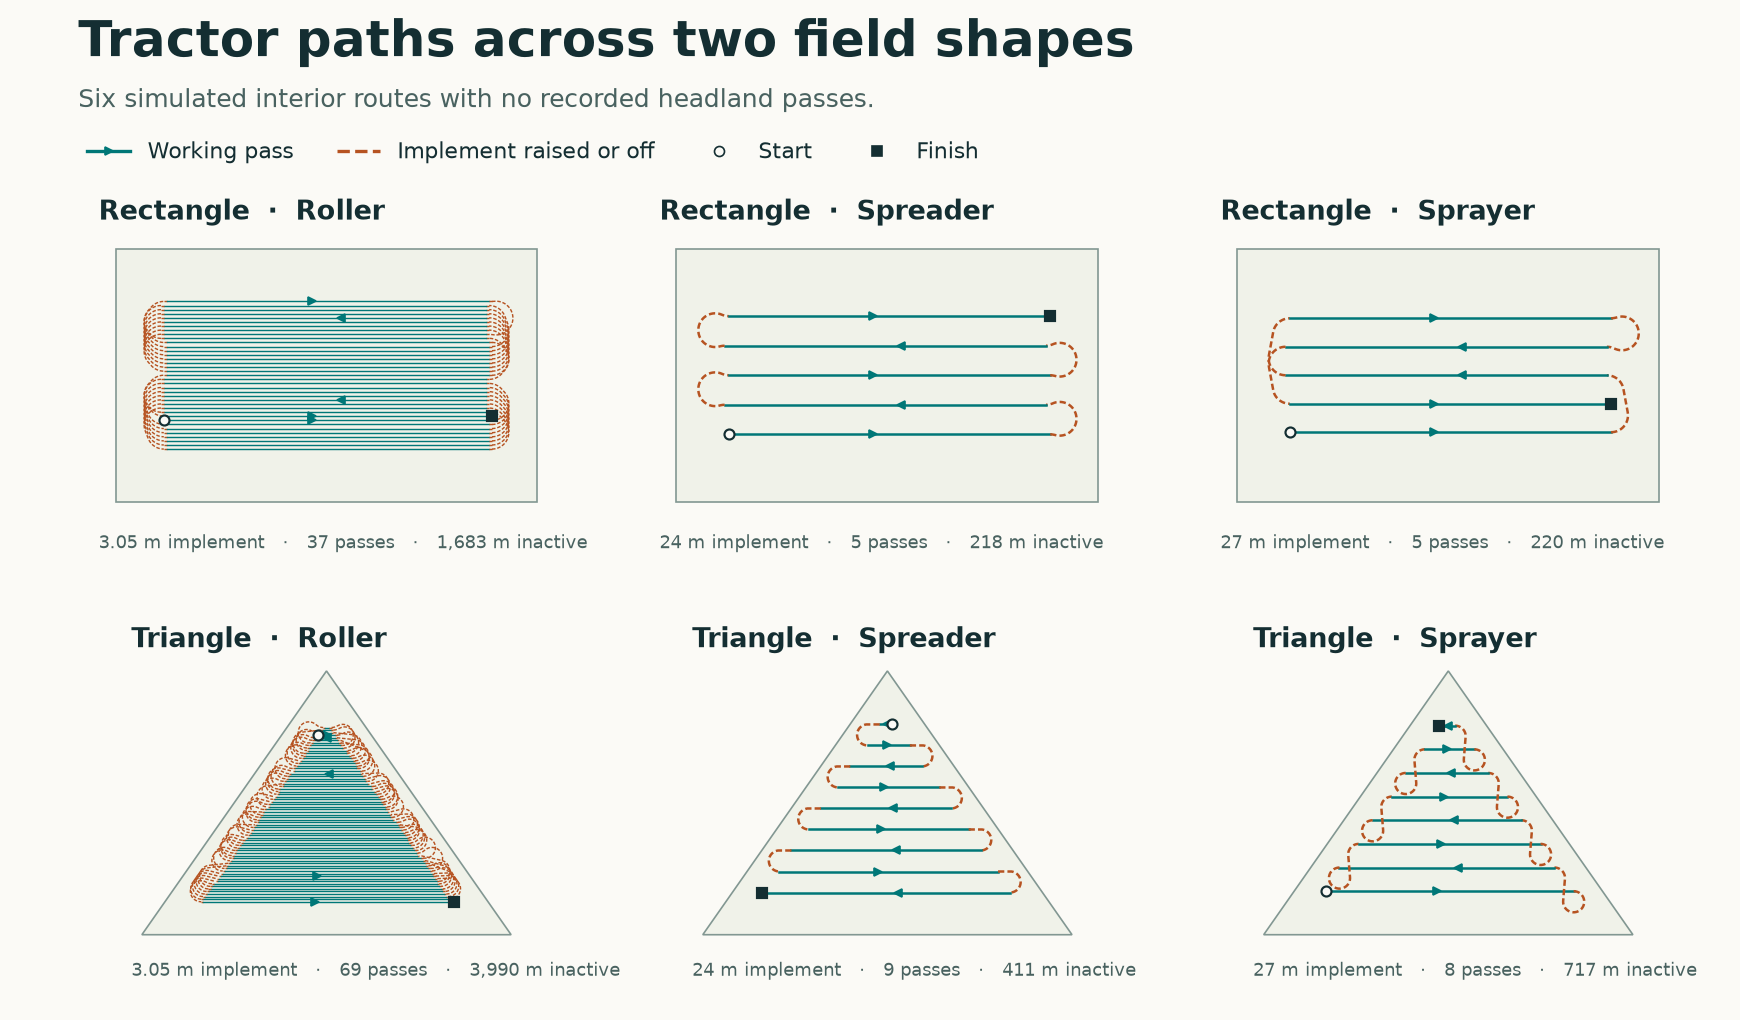 Tractor paths across two field shapes
Six simulated interior routes with no recorded headland passes.
Working pass Implement raised or off Start Finish
Rectangle · Roller
Rectangle · Spreader
Rectangle · Sprayer
3.05 m implement · 37 passes · 1,683 m inactive
24 m implement · 5 passes · 218 m inactive
27 m implement · 5 passes · 220 m inactive
Triangle · Roller
Triangle · Spreader
Triangle · Sprayer
3.05 m implement · 69 passes · 3,990 m inactive
24 m implement · 9 passes · 411 m inactive
27 m implement · 8 passes · 717 m inactive